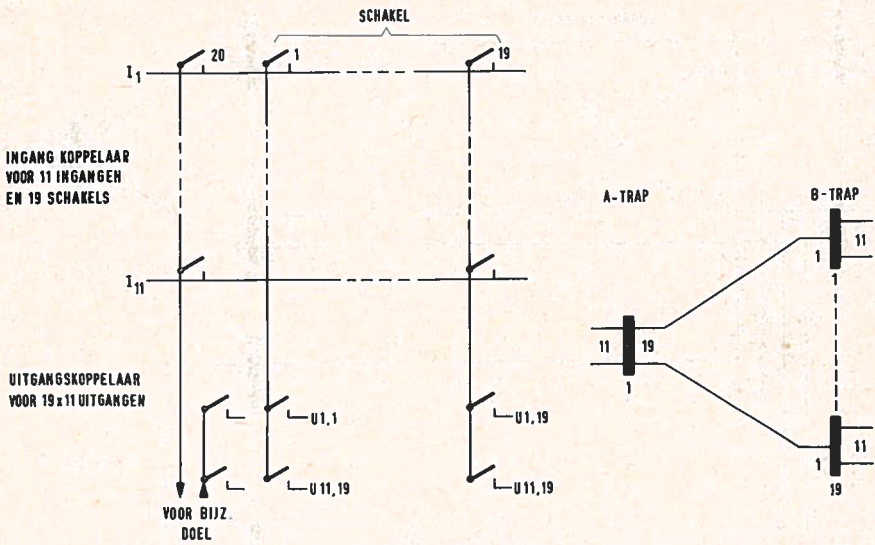 SCHAKEL
20
1
19
I1
INGANG KOPPELAAR
VOOR 11 INGANGEN
EN 19 SCHAKELS
I11
UITGANGSKOPPELAAR
VOOR 19x11 UITGANGEN
U1,1
U1,19
U11,19
U11,19
VOOR BIJZ.
DOEL
A-TRAP
B-TRAP
1
11
1
11
19
1
1
11
19